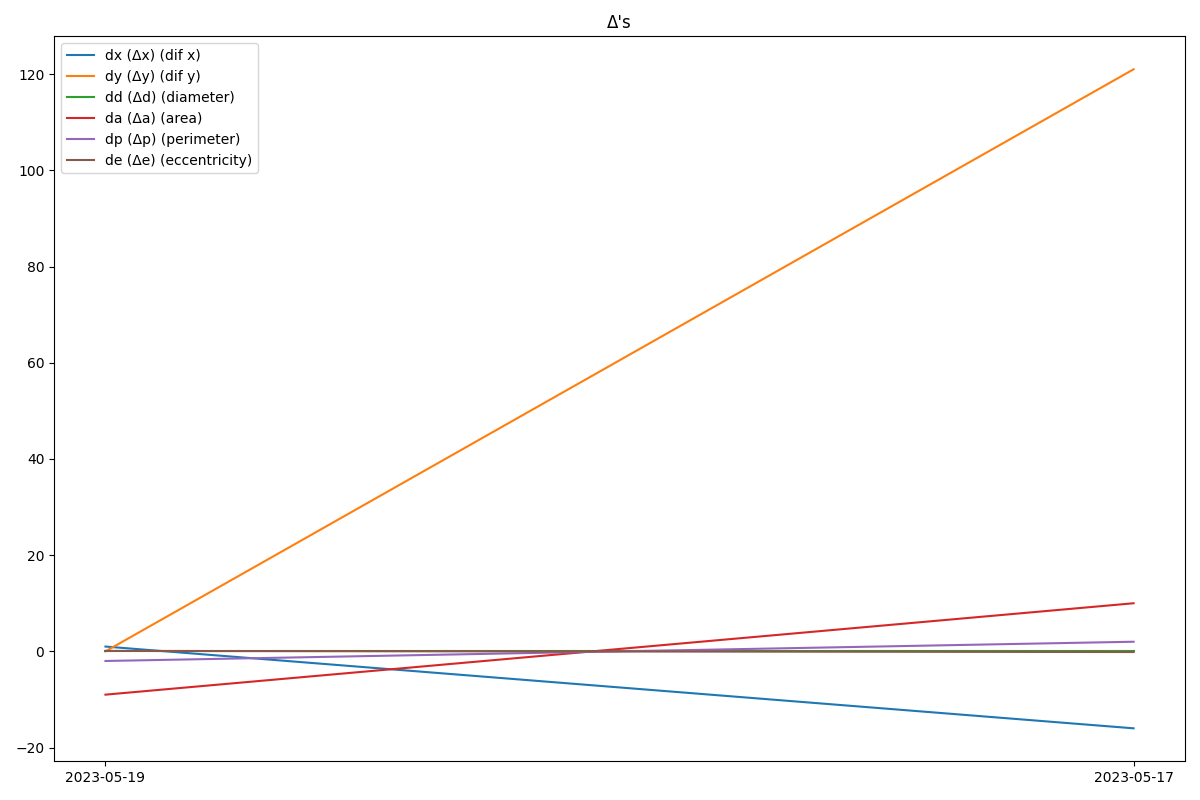 Δ's
dx (Δx) (dif x)
dy (Δy) (dif y)
dd (Δd) (diameter)
da (Δa) (area)
dp (Δp) (perimeter)
de (Δe) (eccentricity)
120
100
80
60
40
20
0
−20
2023-05-19
2023-05-17